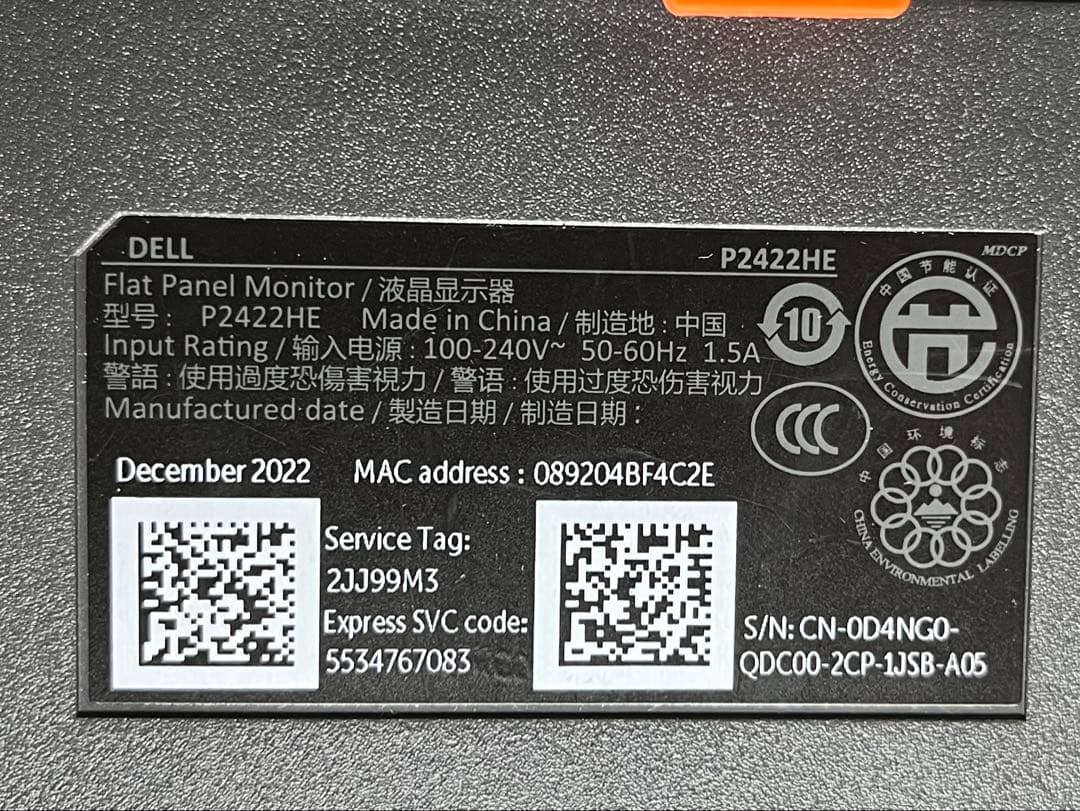 DELL
P2422HE
MDCP
Flat Panel Monitor / 液晶显示器
型号： P2422HE Made in China / 制造地 : 中国
Input Rating / 输入电源 : 100-240V~ 50-60Hz 1.5A
警語 : 使用過度恐傷害視力 / 警语 : 使用过度恐伤害视力
Manufactured date / 製造日期 / 制造日期 :
10
中国节能认证
Energy Conservation Certification
CCC
中国环境标志
CHINA ENVIRONMENTAL LABELLING
December 2022 MAC address : 089204BF4C2E
Service Tag:
2JJ99M3
Express SVC code:
5534767083
S/N: CN-0D4NG0-
QDC00-2CP-1JSB-A05